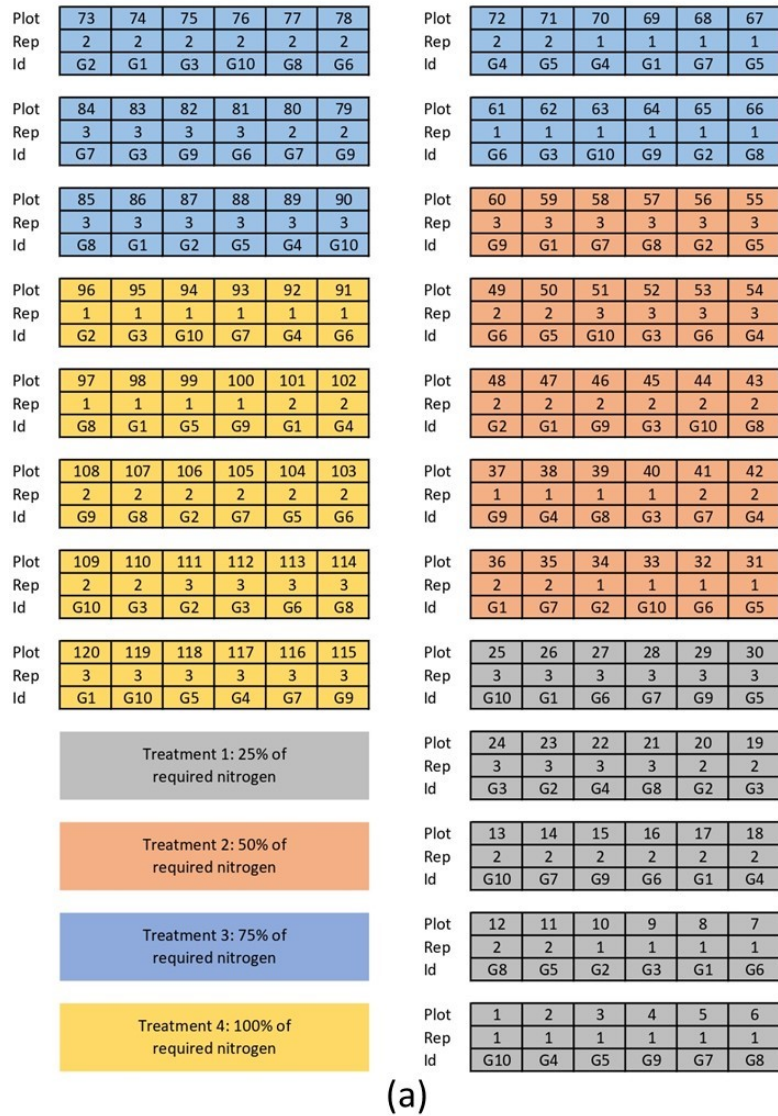 Plot 73 74 75 76 77 78
Rep 2 2 2 2 2 2
Id G2 G1 G3 G10 G8 G6
Plot 84 83 82 81 80 79
Rep 3 3 3 3 2 2
Id G7 G3 G9 G6 G7 G9
Plot 85 86 87 88 89 90
Rep 3 3 3 3 3 3
Id G8 G1 G2 G5 G4 G10
Plot 96 95 94 93 92 91
Rep 1 1 1 1 1 1
Id G2 G3 G10 G7 G4 G6
Plot 97 98 99 100 101 102
Rep 1 1 1 1 2 2
Id G8 G1 G5 G9 G1 G4
Plot 108 107 106 105 104 103
Rep 2 2 2 2 2 2
Id G9 G8 G2 G7 G5 G6
Plot 109 110 111 112 113 114
Rep 2 2 3 3 3 3
Id G10 G3 G2 G3 G6 G8
Plot 120 119 118 117 116 115
Rep 3 3 3 3 3 3
Id G1 G10 G5 G4 G7 G9
Treatment 1: 25% of
required nitrogen
Treatment 2: 50% of
required nitrogen
Treatment 3: 75% of
required nitrogen
Treatment 4: 100% of
required nitrogen
Plot 72 71 70 69 68 67
Rep 2 2 1 1 1 1
Id G4 G5 G4 G1 G7 G5
Plot 61 62 63 64 65 66
Rep 1 1 1 1 1 1
Id G6 G3 G10 G9 G2 G8
Plot 60 59 58 57 56 55
Rep 3 3 3 3 3 3
Id G9 G1 G7 G8 G2 G5
Plot 49 50 51 52 53 54
Rep 2 2 3 3 3 3
Id G6 G5 G10 G3 G6 G4
Plot 48 47 46 45 44 43
Rep 2 2 2 2 2 2
Id G2 G1 G9 G3 G10 G8
Plot 37 38 39 40 41 42
Rep 1 1 1 1 2 2
Id G9 G4 G8 G3 G7 G4
Plot 36 35 34 33 32 31
Rep 2 2 1 1 1 1
Id G1 G7 G2 G10 G6 G5
Plot 25 26 27 28 29 30
Rep 3 3 3 3 3 3
Id G10 G1 G6 G7 G9 G5
Plot 24 23 22 21 20 19
Rep 3 3 3 3 2 2
Id G3 G2 G4 G8 G2 G3
Plot 13 14 15 16 17 18
Rep 2 2 2 2 2 2
Id G10 G7 G9 G6 G1 G4
Plot 12 11 10 9 8 7
Rep 2 2 1 1 1 1
Id G8 G5 G2 G3 G1 G6
Plot 1 2 3 4 5 6
Rep 1 1 1 1 1 1
Id G10 G4 G5 G9 G7 G8
(a)